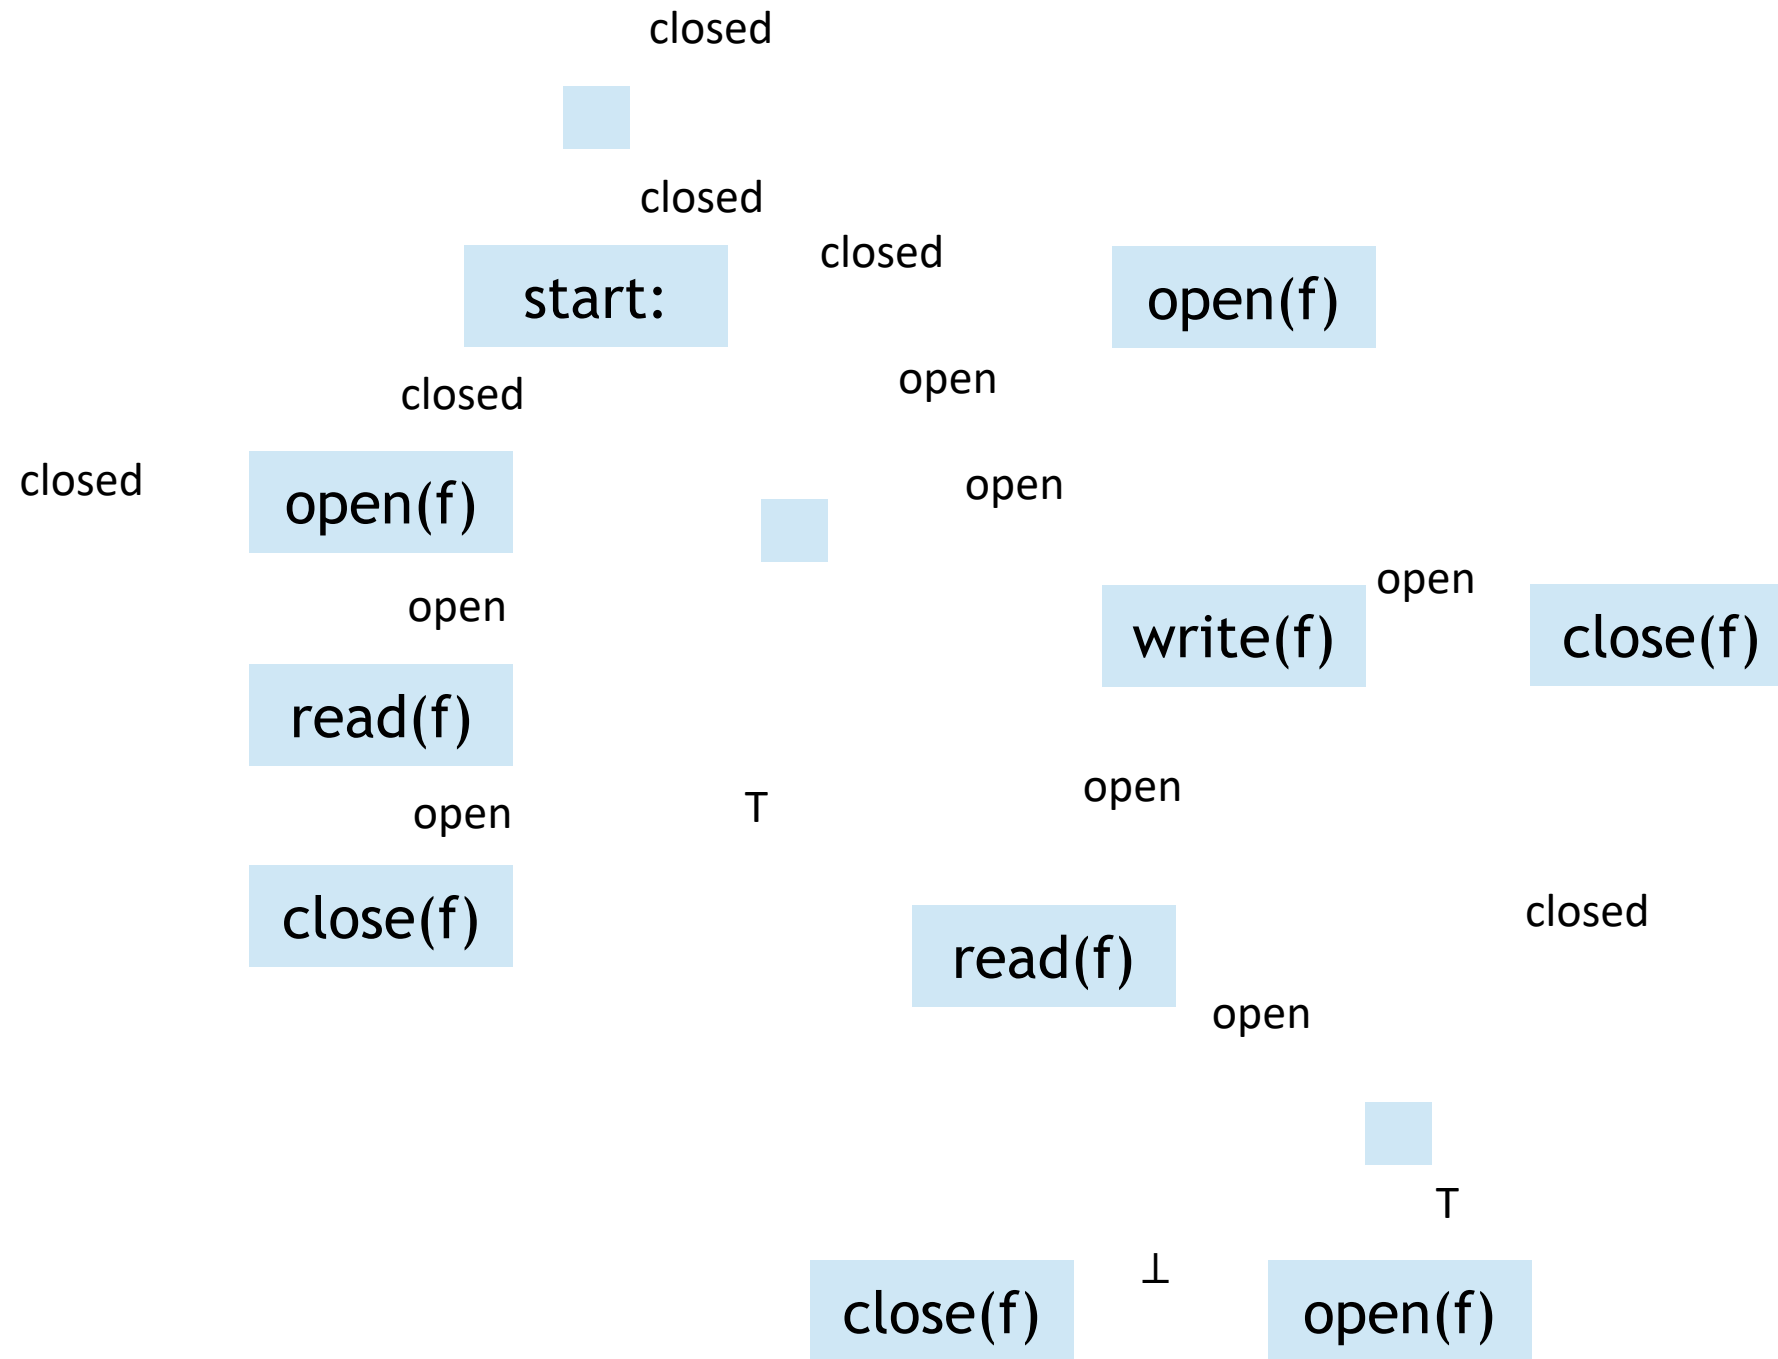 closed
closed
closed
start:
open(f)
open
closed
closed
open(f)
open
open
open
write(f)
close(f)
read(f)
open
T
open
close(f)
closed
read(f)
open
T
⊥
close(f)
open(f)